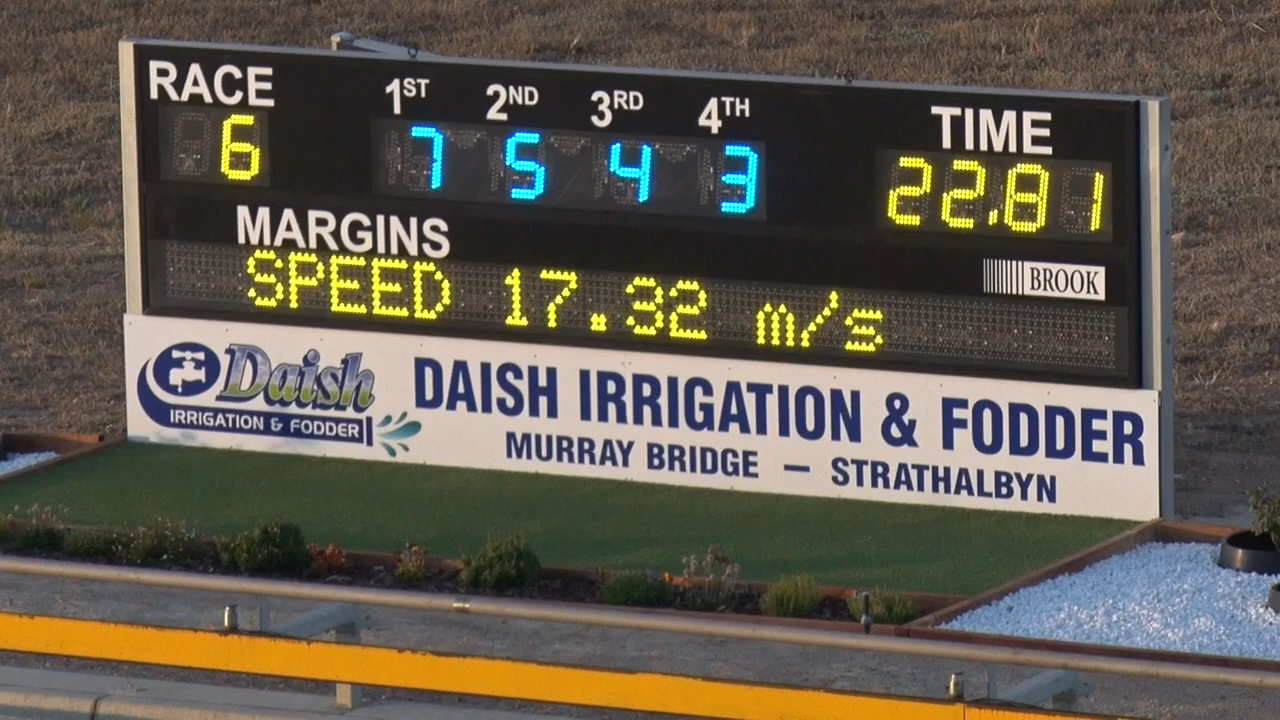 RACE 1ST 2ND 3RD 4TH TIME
6 7 5 4 3 22.81
MARGINS
BROOK
SPEED 17.32 m/s
Daish
IRRIGATION & FODDER
DAISH IRRIGATION & FODDER
MURRAY BRIDGE – STRATHALBYN